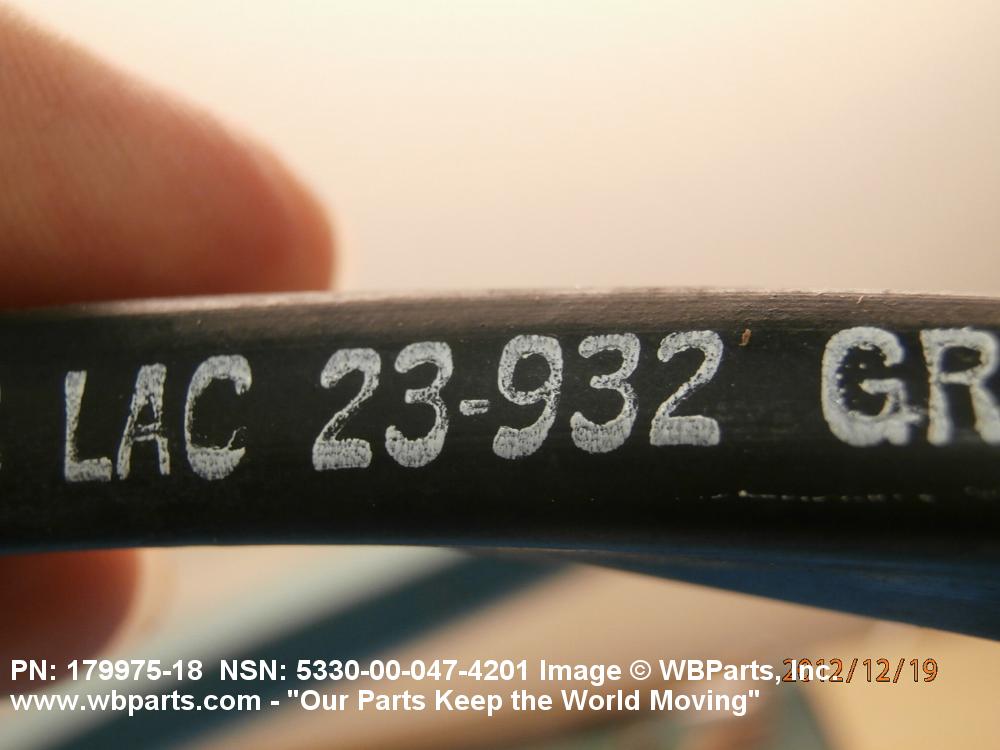 LAC 23-932 GR
PN: 179975-18 NSN: 5330-00-047-4201 Image © WBParts, Inc.
2012/12/19
www.wbparts.com - "Our Parts Keep the World Moving"